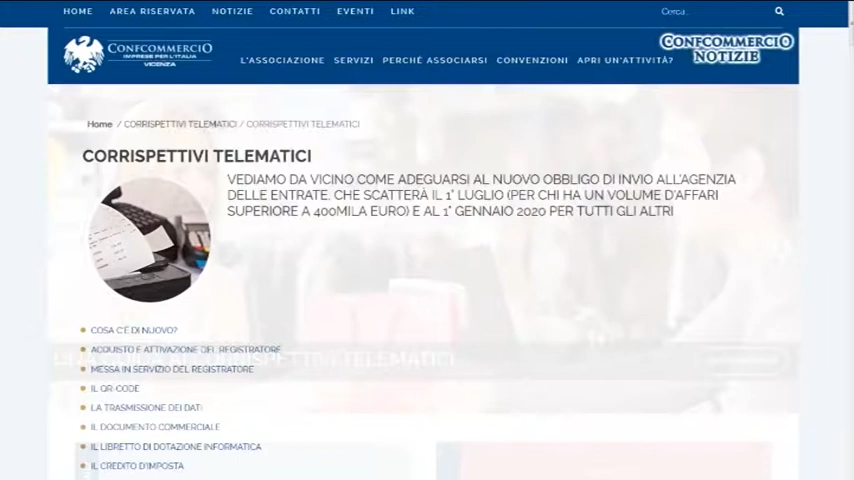 HOME AREA RISERVATA NOTIZIE CONTATTI EVENTI LINK Cerca...
CONFCOMMERCIO
IMPRESE PER L'ITALIA
VICENZA
L'ASSOCIAZIONE SERVIZI PERCHÉ ASSOCIARSI CONVENZIONI APRI UN'ATTIVITÀ?
CONFCOMMERCIO
NOTIZIE
Home / CORRISPETTIVI TELEMATICI / CORRISPETTIVI TELEMATICI
CORRISPETTIVI TELEMATICI
VEDIAMO DA VICINO COME ADEGUARSI AL NUOVO OBBLIGO DI INVIO ALL'AGENZIA
DELLE ENTRATE, CHE SCATTERÀ IL 1° LUGLIO (PER CHI HA UN VOLUME D'AFFARI
SUPERIORE A 400MILA EURO) E AL 1° GENNAIO 2020 PER TUTTI GLI ALTRI
COSA C'È DI NUOVO?
ACQUISTO E ATTIVAZIONE DEL REGISTRATORE
MESSA IN SERVIZIO DEL REGISTRATORE
CORRISPETTIVI TELEMATICI
IL QR-CODE
LA TRASMISSIONE DEI DATI
IL DOCUMENTO COMMERCIALE
IL LIBRETTO DI DOTAZIONE INFORMATICA
IL CREDITO D'IMPOSTA